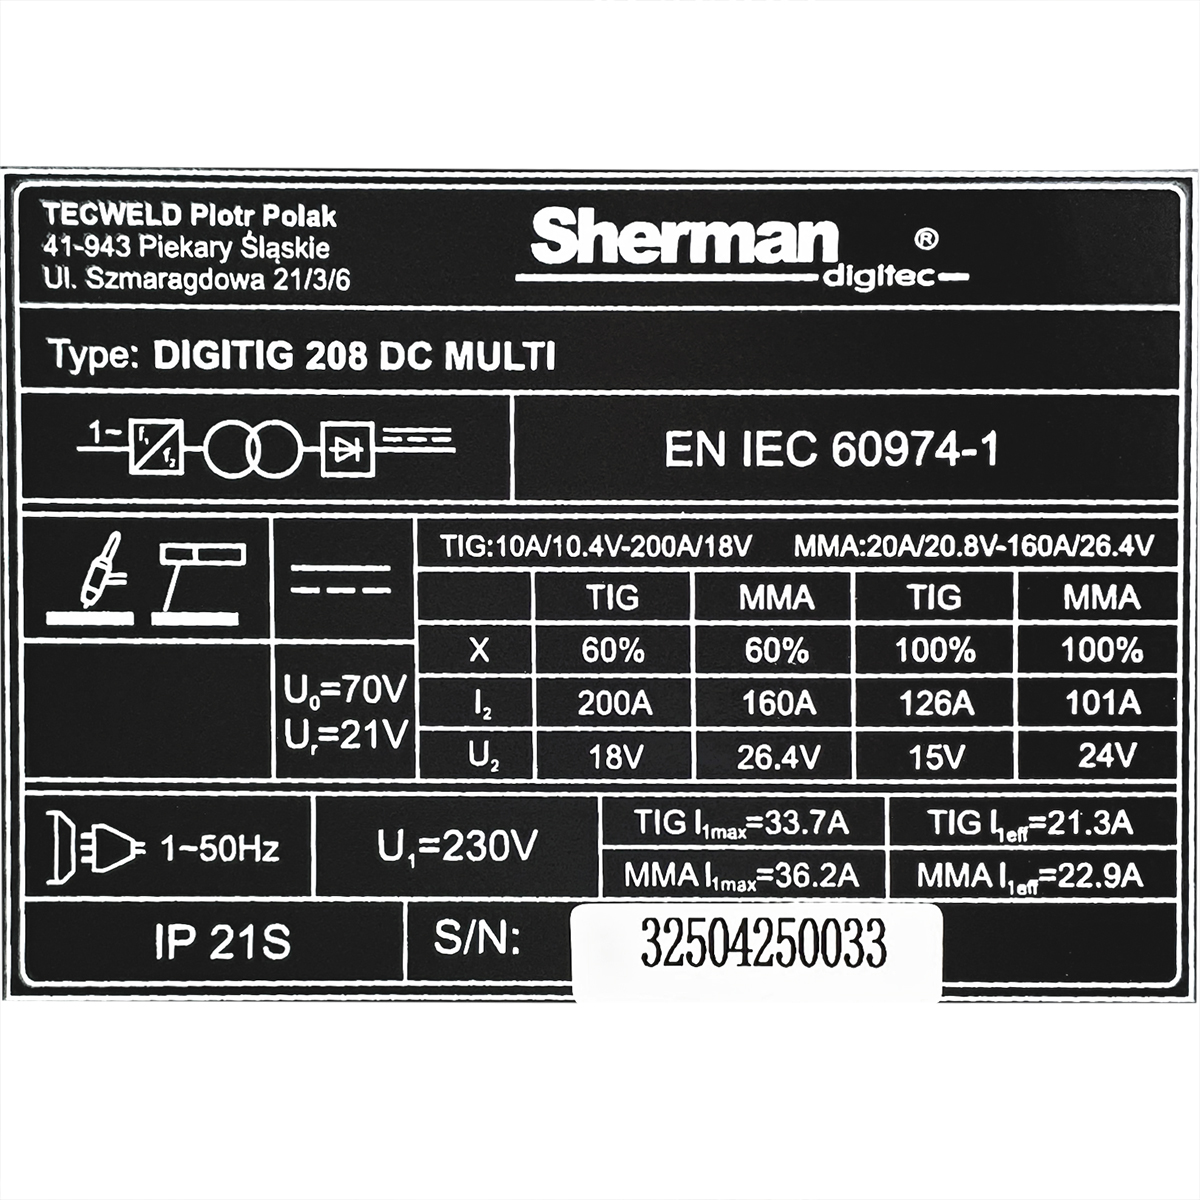 TECWELD Piotr Polak
41-943 Piekary Śląskie
Ul. Szmaragdowa 21/3/6
Sherman ®
digitec
Type: DIGITIG 208 DC MULTI
1~ f₁ f₂
EN IEC 60974-1
TIG:10A/10.4V-200A/18V MMA:20A/20.8V-160A/26.4V
TIG MMA TIG MMA
X 60% 60% 100% 100%
U₀=70V
I₂ 200A 160A 126A 101A
Uᵣ=21V
U₂ 18V 26.4V 15V 24V
1~50Hz
U₁=230V
TIG I1max=33.7A TIG I1eff=21.3A
MMA I1max=36.2A MMA I1eff=22.9A
IP 21S
S/N: 32504250033